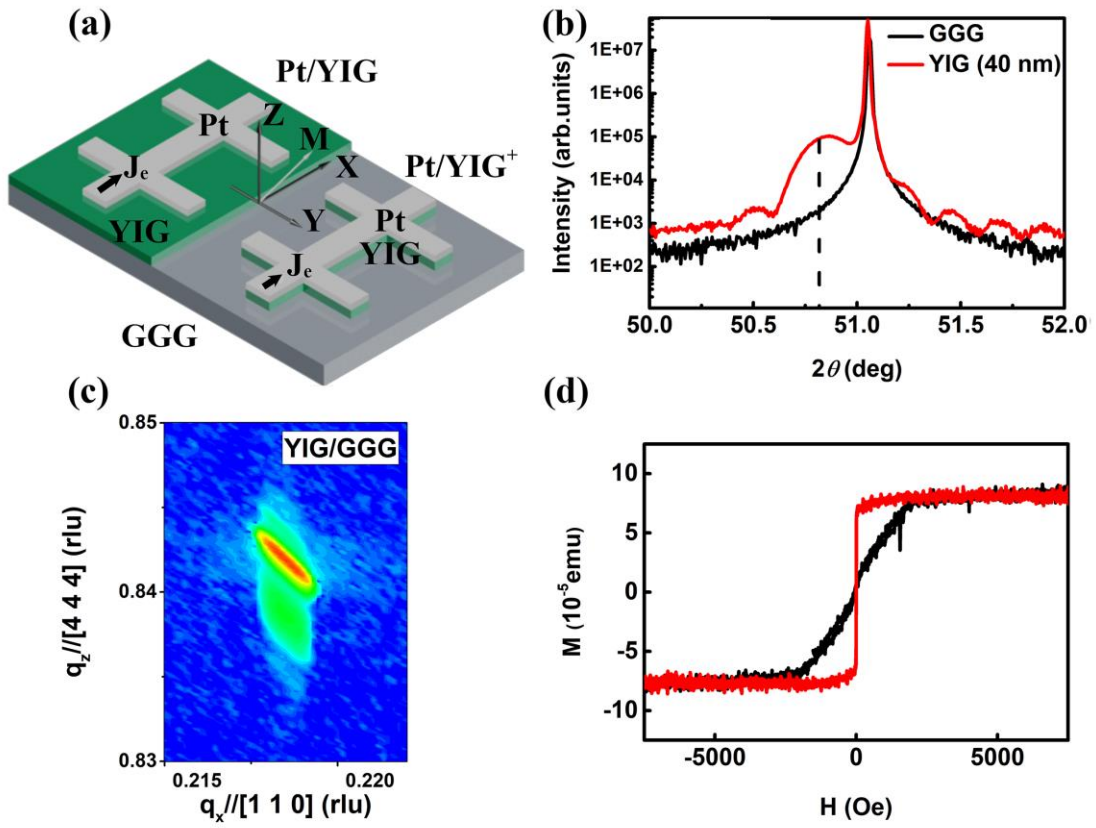 (a)
Pt/YIG
Z
Pt
M
Pt/YIG⁺
X
Jₑ
YIG
Y
Pt
YIG
Jₑ
GGG
(b)
GGG
YIG (40 nm)
1E+07
1E+06
1E+05
1E+04
1E+03
1E+02
Intensity (arb.units)
50.0 50.5 51.0 51.5 52.0
2θ (deg)
(c)
0.85
YIG/GGG
0.84
0.83
q_z//[4 4 4] (rlu)
0.215 0.220
qₓ//[1 1 0] (rlu)
(d)
10
5
0
-5
-10
M (10⁻⁵emu)
-5000 0 5000
H (Oe)